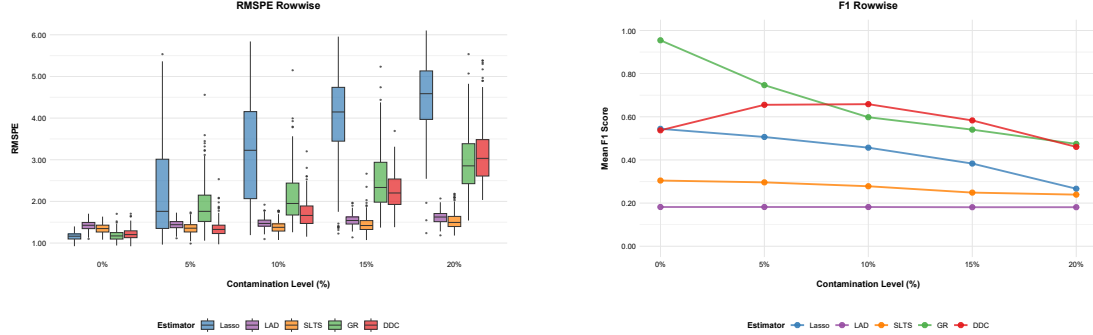 RMSPE Rowwise
6.00
5.00
4.00
3.00
2.00
1.00
RMSPE
0% 5% 10% 15% 20%
Contamination Level (%)
Estimator Lasso LAD SLTS GR DDC
F1 Rowwise
1.00
0.80
0.60
0.40
0.20
0.00
Mean F1 Score
0% 5% 10% 15% 20%
Contamination Level (%)
Estimator Lasso LAD SLTS GR DDC